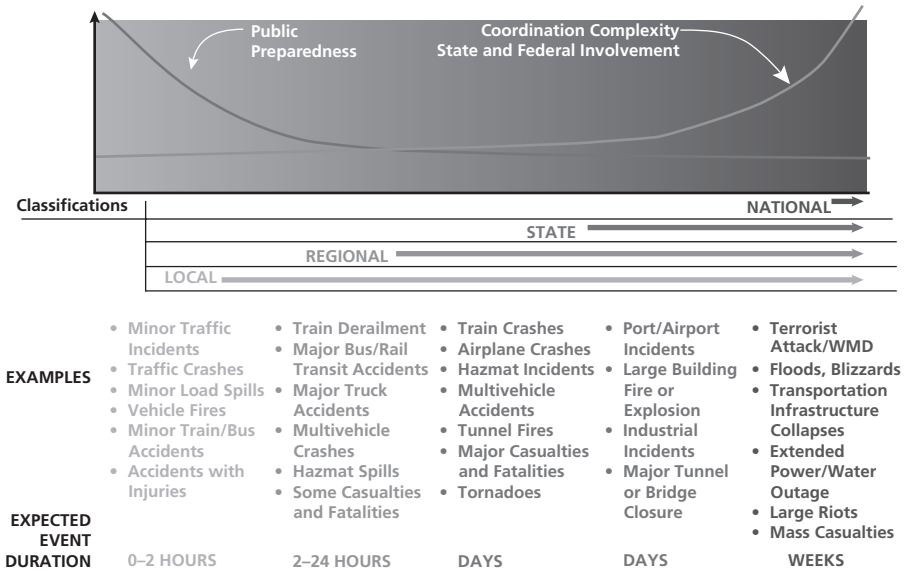 Public
Preparedness
Coordination Complexity
State and Federal Involvement
Classifications
NATIONAL
STATE
REGIONAL
LOCAL
EXAMPLES
• Minor Traffic
Incidents
• Traffic Crashes
• Minor Load Spills
• Vehicle Fires
• Minor Train/Bus
Accidents
• Accidents with
Injuries
• Train Derailment
• Major Bus/Rail
Transit Accidents
• Major Truck
Accidents
• Multivehicle
Crashes
• Hazmat Spills
• Some Casualties
and Fatalities
• Train Crashes
• Airplane Crashes
• Hazmat Incidents
• Multivehicle
Accidents
• Tunnel Fires
• Major Casualties
and Fatalities
• Tornadoes
• Port/Airport
Incidents
• Large Building
Fire or
Explosion
• Industrial
Incidents
• Major Tunnel
or Bridge
Closure
• Terrorist
Attack/WMD
• Floods, Blizzards
• Transportation
Infrastructure
Collapses
• Extended
Power/Water
Outage
• Large Riots
• Mass Casualties
EXPECTED
EVENT
DURATION
0–2 HOURS
2–24 HOURS
DAYS
DAYS
WEEKS